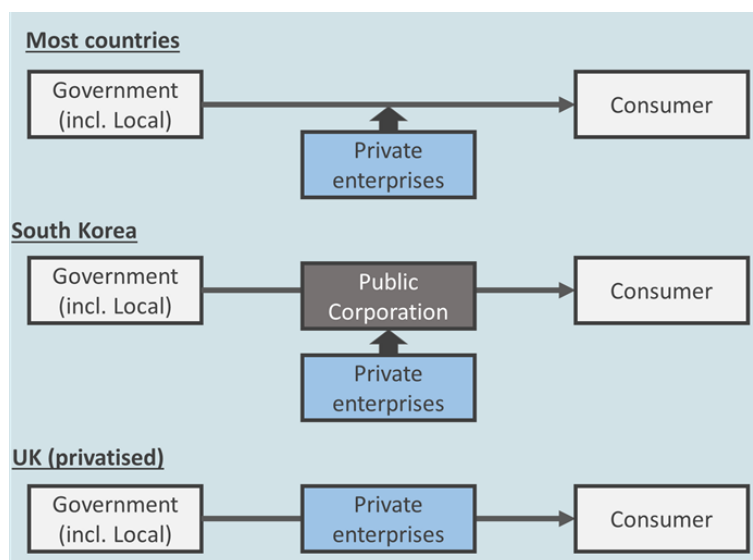 Most countries
Government
(incl. Local)
Consumer
Private
enterprises
South Korea
Government
(incl. Local)
Public
Corporation
Consumer
Private
enterprises
UK (privatised)
Government
(incl. Local)
Private
enterprises
Consumer